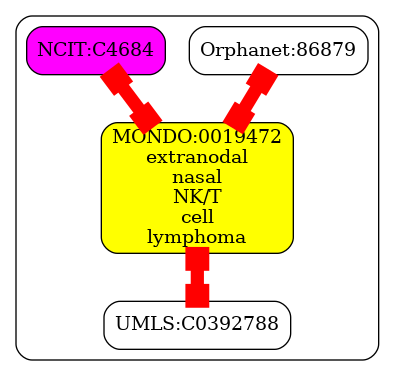 NCIT:C4684
Orphanet:86879
MONDO:0019472
extranodal
nasal
NK/T
cell
lymphoma
UMLS:C0392788